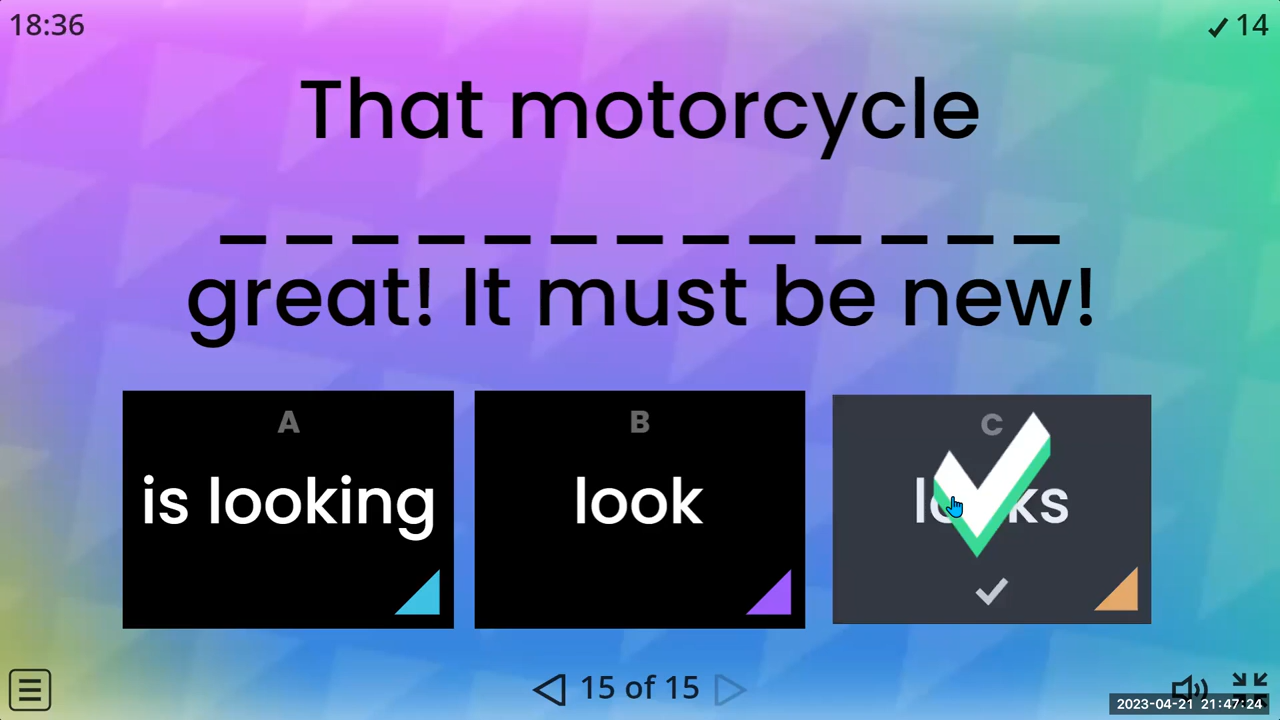 18:36
14
That motorcycle
_ _ _ _ _ _ _ _ _ _ _ _ _
great! It must be new!
A
is looking
B
look
C
looks
15 of 15
2023-04-21 21:47:24